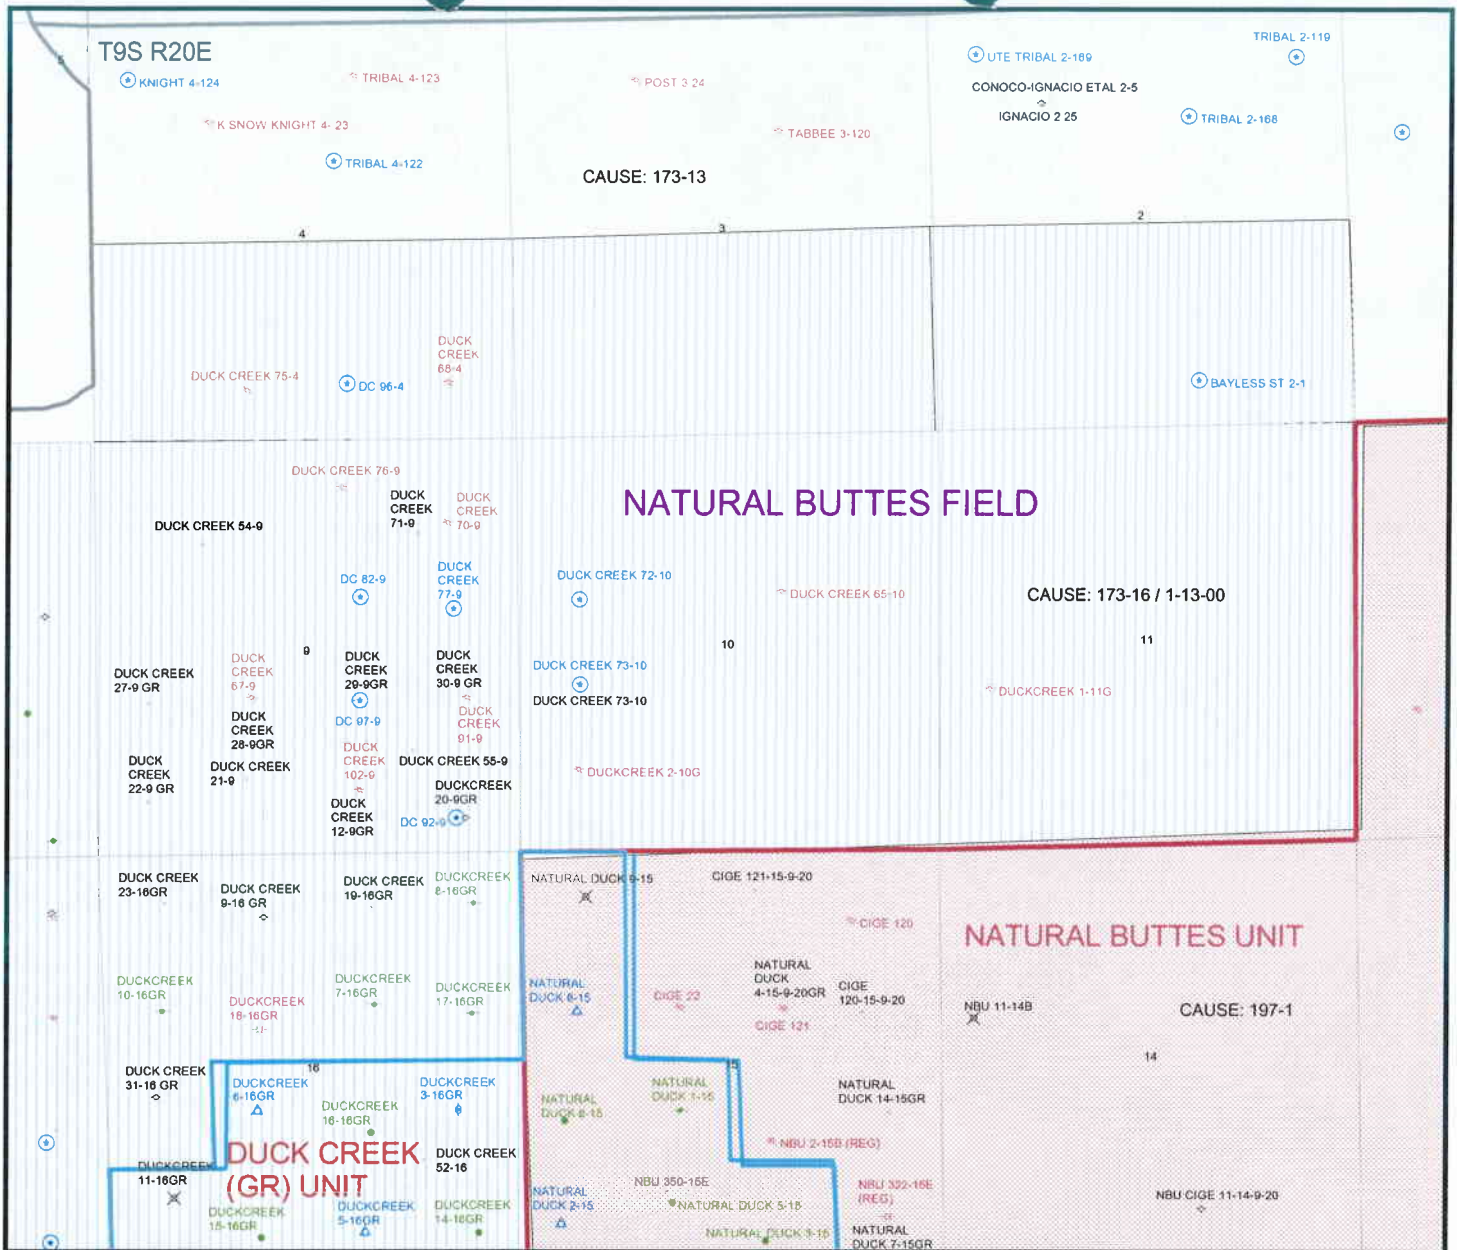 T9S R20E
5
KNIGHT 4-124
TRIBAL 4-123
K SNOW KNIGHT 4- 23
TRIBAL 4-122
POST 3 24
TABBEE 3-120
CAUSE: 173-13
UTE TRIBAL 2-169
TRIBAL 2-119
CONOCO-IGNACIO ETAL 2-5
IGNACIO 2 25
TRIBAL 2-168
4
3
2
DUCK CREEK 75-4
DC 96-4
DUCK
CREEK
68-4
BAYLESS ST 2-1
DUCK CREEK 76-9
DUCK
CREEK
71-9
DUCK
CREEK
70-9
DUCK CREEK 54-9
NATURAL BUTTES FIELD
DC 82-9
DUCK
CREEK
77-9
DUCK CREEK 72-10
DUCK CREEK 65-10
CAUSE: 173-16 / 1-13-00
9
10
11
DUCK CREEK
27-9 GR
DUCK
CREEK
67-9
DUCK
CREEK
29-9GR
DUCK
CREEK
30-9 GR
DUCK CREEK 73-10
DUCK CREEK 73-10
DUCKCREEK 1-11G
DUCK
CREEK
28-9GR
DC 97-9
DUCK
CREEK
91-9
DUCK
CREEK
22-9 GR
DUCK CREEK
21-9
DUCK
CREEK
102-9
DUCK CREEK 55-9
DUCKCREEK 2-10G
DUCKCREEK
20-9GR
DUCK
CREEK
12-9GR
DC 92-9
DUCK CREEK
23-16GR
DUCK CREEK
9-16 GR
DUCK CREEK
19-16GR
DUCKCREEK
8-16GR
NATURAL DUCK 9-15
CIGE 121-15-9-20
CIGE 120
NATURAL BUTTES UNIT
DUCKCREEK
10-16GR
DUCKCREEK
18-16GR
DUCKCREEK
7-16GR
DUCKCREEK
17-16GR
NATURAL
DUCK 6-15
CIGE 22
NATURAL
DUCK
4-15-9-20GR
CIGE 121
CIGE
120-15-9-20
NBU 11-14B
CAUSE: 197-1
16
15
14
DUCK CREEK
31-16 GR
DUCKCREEK
6-16GR
DUCKCREEK
16-16GR
DUCKCREEK
3-16GR
NATURAL
DUCK 8-15
NATURAL
DUCK 1-15
NATURAL
DUCK 14-15GR
NBU 2-15B (REG)
DUCK CREEK
(GR) UNIT
DUCK CREEK
52-16
DUCKCREEK
11-16GR
DUCKCREEK
15-16GR
DUCKCREEK
5-16GR
DUCKCREEK
14-16GR
NATURAL
DUCK 2-15
NBU 350-15E
NATURAL DUCK 5-15
NATURAL DUCK 3-15
NBU 322-15E
(REG)
NATURAL
DUCK 7-15GR
NBU CIGE 11-14-9-20